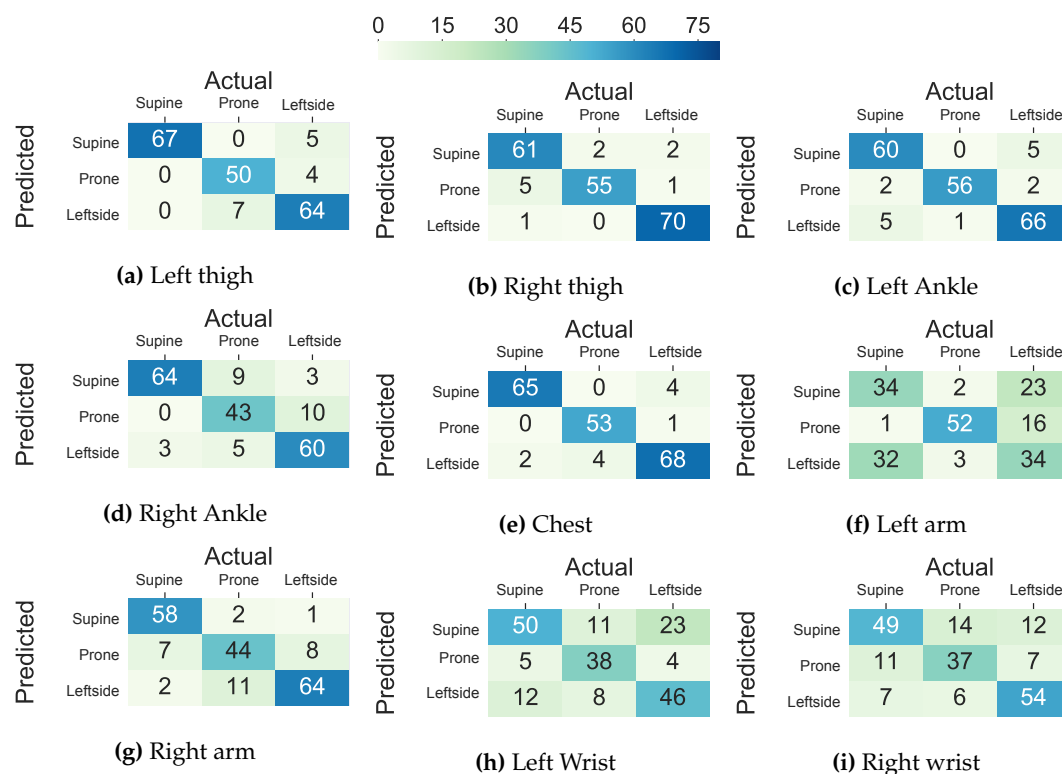 0 15 30 45 60 75
Actual
Supine Prone Leftside
Predicted
Supine 67 0 5
Prone 0 50 4
Leftside 0 7 64
(a) Left thigh
Actual
Supine Prone Leftside
Predicted
Supine 61 2 2
Prone 5 55 1
Leftside 1 0 70
(b) Right thigh
Actual
Supine Prone Leftside
Predicted
Supine 60 0 5
Prone 2 56 2
Leftside 5 1 66
(c) Left Ankle
Actual
Supine Prone Leftside
Predicted
Supine 64 9 3
Prone 0 43 10
Leftside 3 5 60
(d) Right Ankle
Actual
Supine Prone Leftside
Predicted
Supine 65 0 4
Prone 0 53 1
Leftside 2 4 68
(e) Chest
Actual
Supine Prone Leftside
Predicted
Supine 34 2 23
Prone 1 52 16
Leftside 32 3 34
(f) Left arm
Actual
Supine Prone Leftside
Predicted
Supine 58 2 1
Prone 7 44 8
Leftside 2 11 64
(g) Right arm
Actual
Supine Prone Leftside
Predicted
Supine 50 11 23
Prone 5 38 4
Leftside 12 8 46
(h) Left Wrist
Actual
Supine Prone Leftside
Predicted
Supine 49 14 12
Prone 11 37 7
Leftside 7 6 54
(i) Right wrist